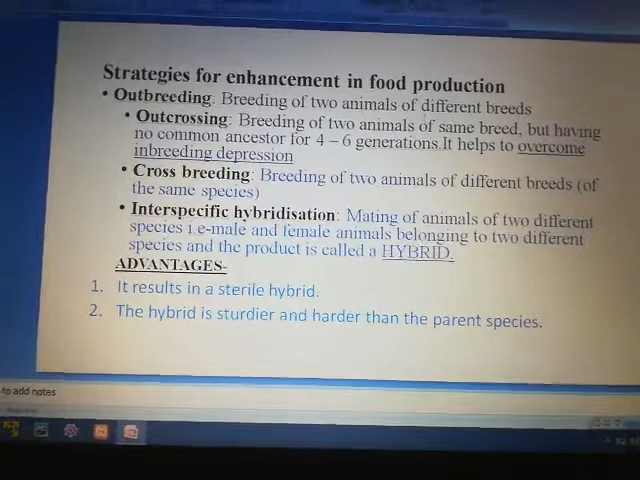 Strategies for enhancement in food production
• Outbreeding: Breeding of two animals of different breeds
• Outcrossing: Breeding of two animals of same breed, but having
no common ancestor for 4 – 6 generations.It helps to overcome
inbreeding depression
• Cross breeding: Breeding of two animals of different breeds (of
the same species)
• Interspecific hybridisation: Mating of animals of two different
species i.e-male and female animals belonging to two different
species and the product is called a HYBRID.
ADVANTAGES-
1. It results in a sterile hybrid.
2. The hybrid is sturdier and harder than the parent species.
to add notes